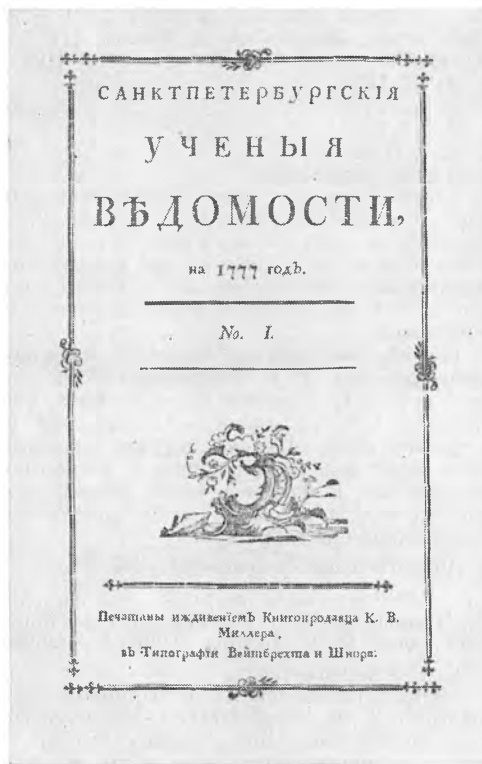 САНКТПЕТЕРБУРГСКІЯ
УЧЕНЫЯ
ВѢДОМОСТИ,
на 1777 годъ.
No. I.
Печатаны иждивеніемъ Книгопродавца К. В.
Миллера,
въ Типографіи Вейтбрехта и Шнора.